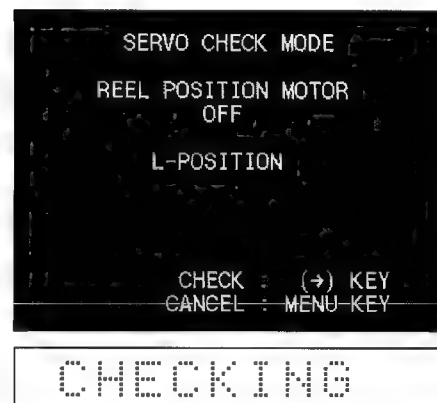 SERVO CHECK MODE
REEL POSITION MOTOR
OFF
L-POSITION
CHECK : (→) KEY
CANCEL : MENU KEY
CHECKING